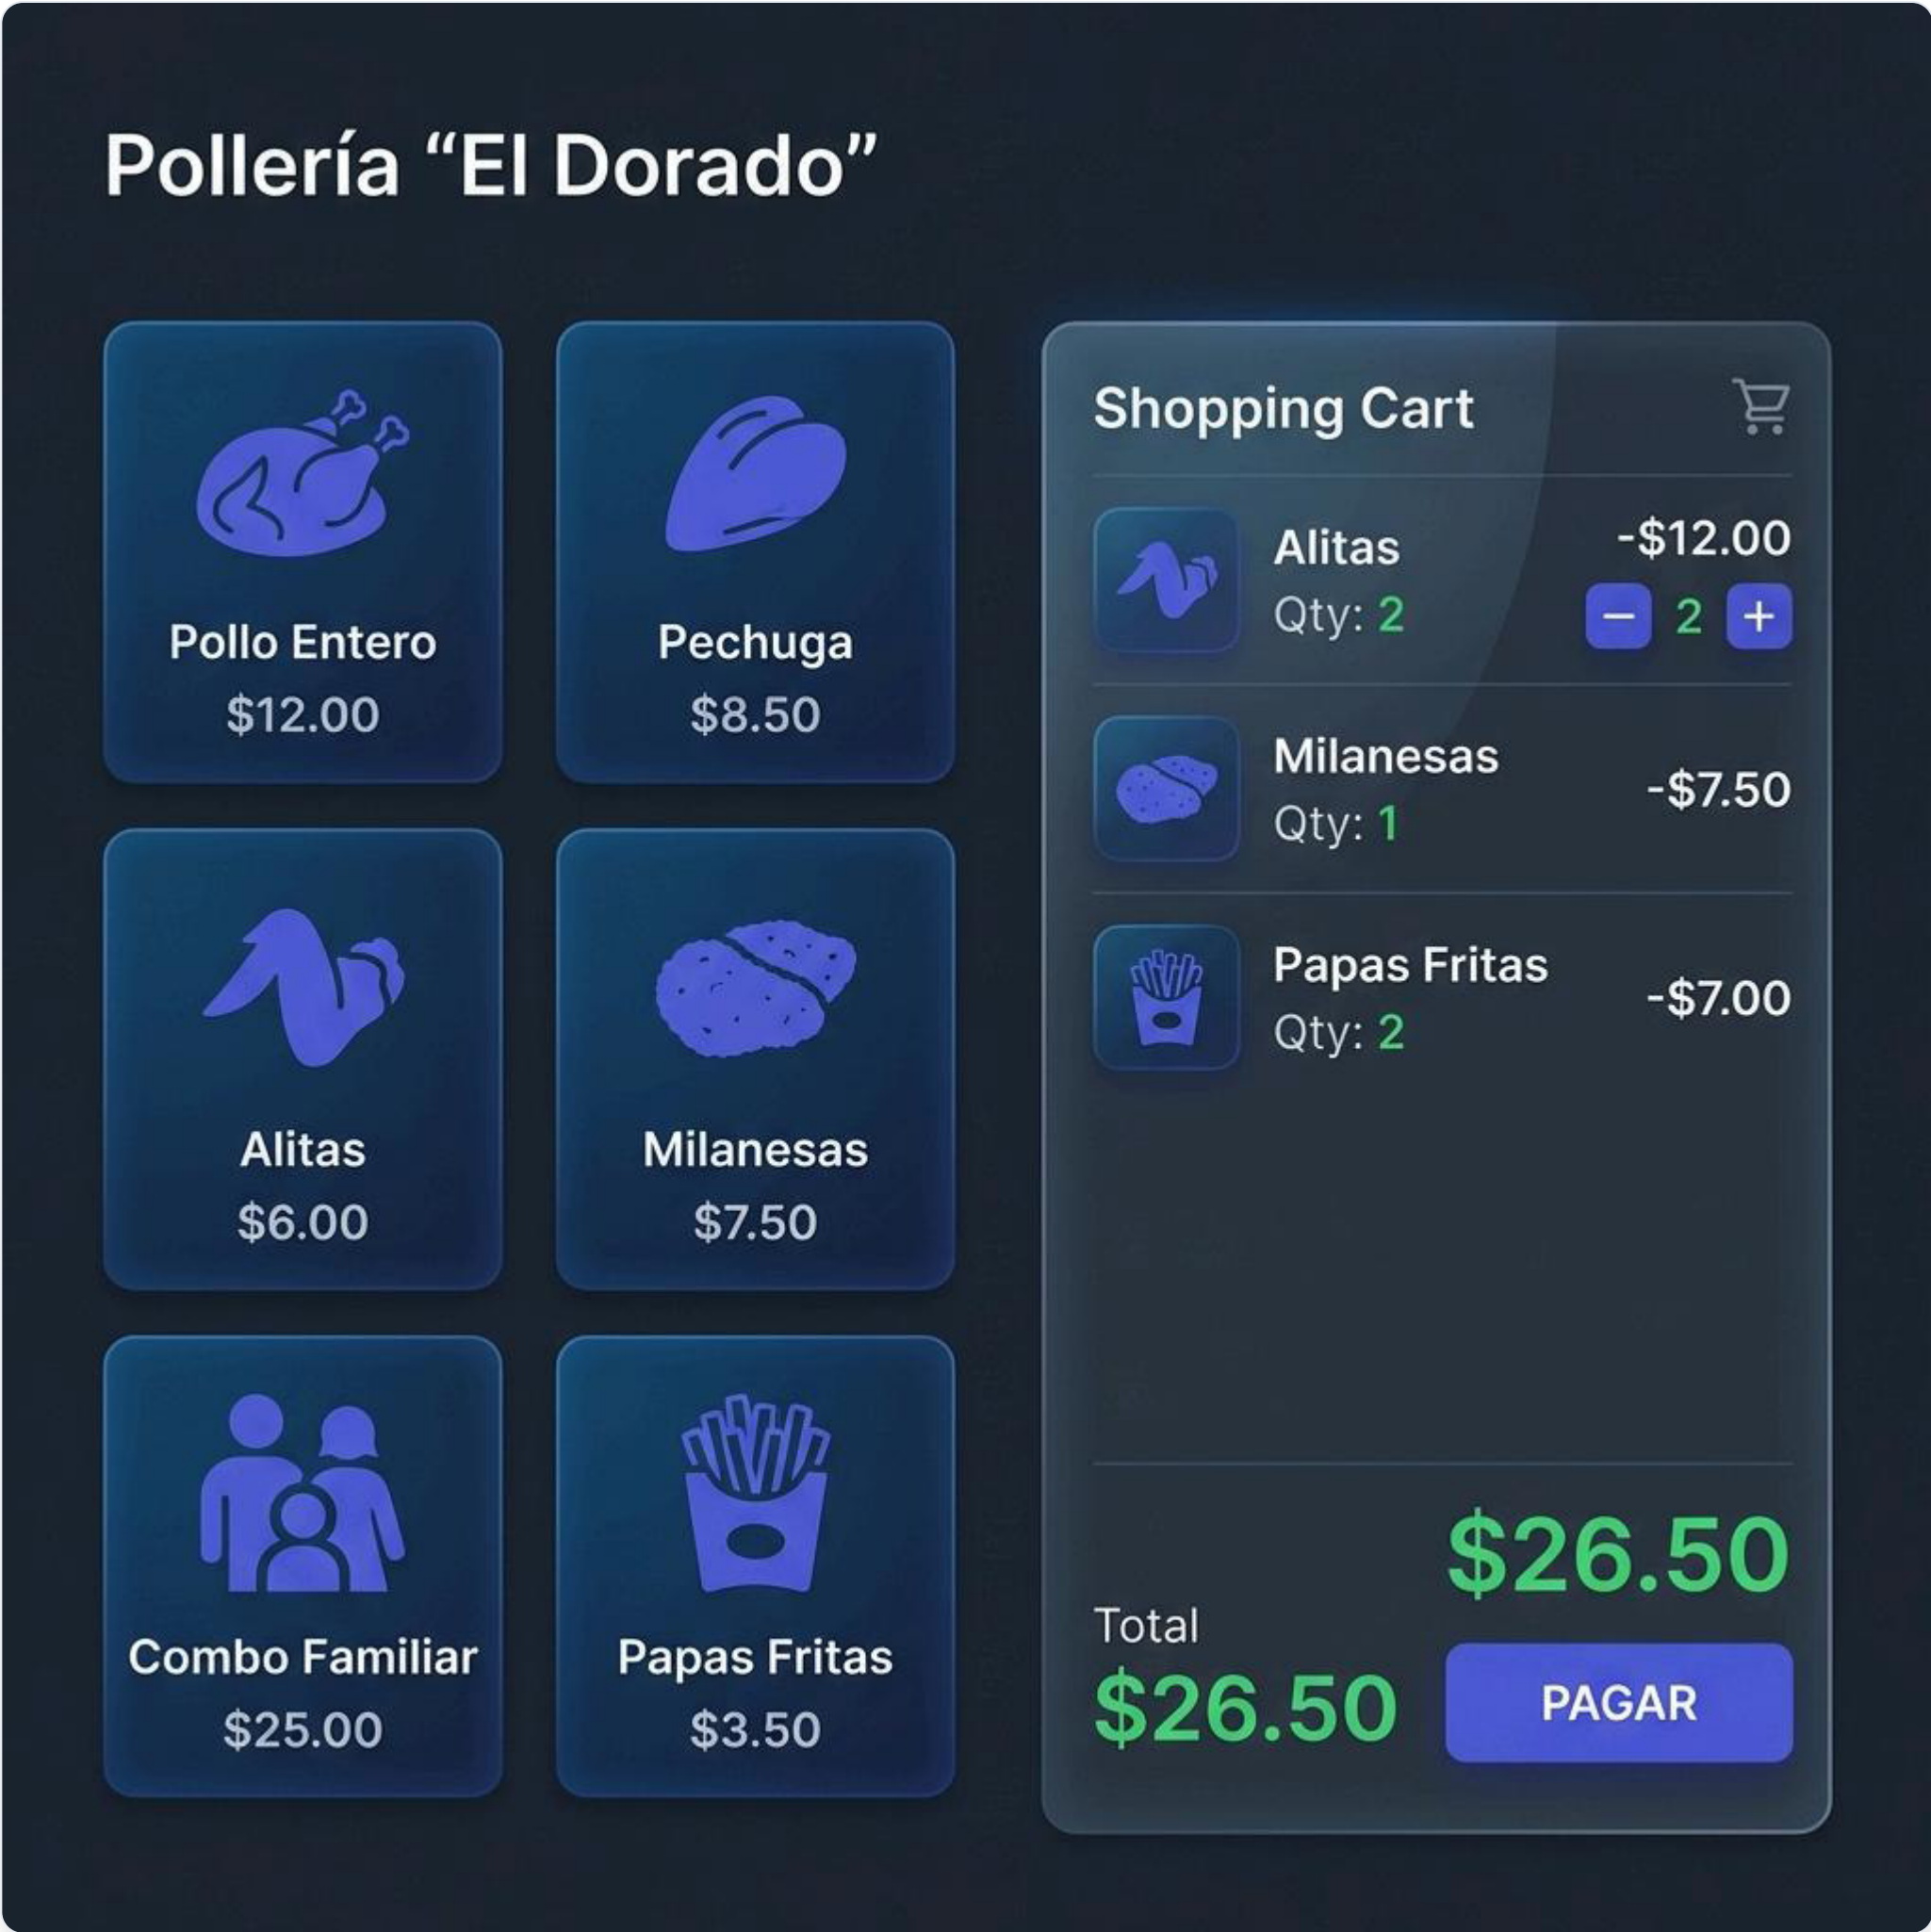 Pollería “El Dorado”
Pollo Entero
$12.00
Pechuga
$8.50
Alitas
$6.00
Milanesas
$7.50
Combo Familiar
$25.00
Papas Fritas
$3.50
Shopping Cart
Alitas
Qty: 2
-$12.00
− 2 +
Milanesas
Qty: 1
-$7.50
Papas Fritas
Qty: 2
-$7.00
$26.50
Total
$26.50
PAGAR